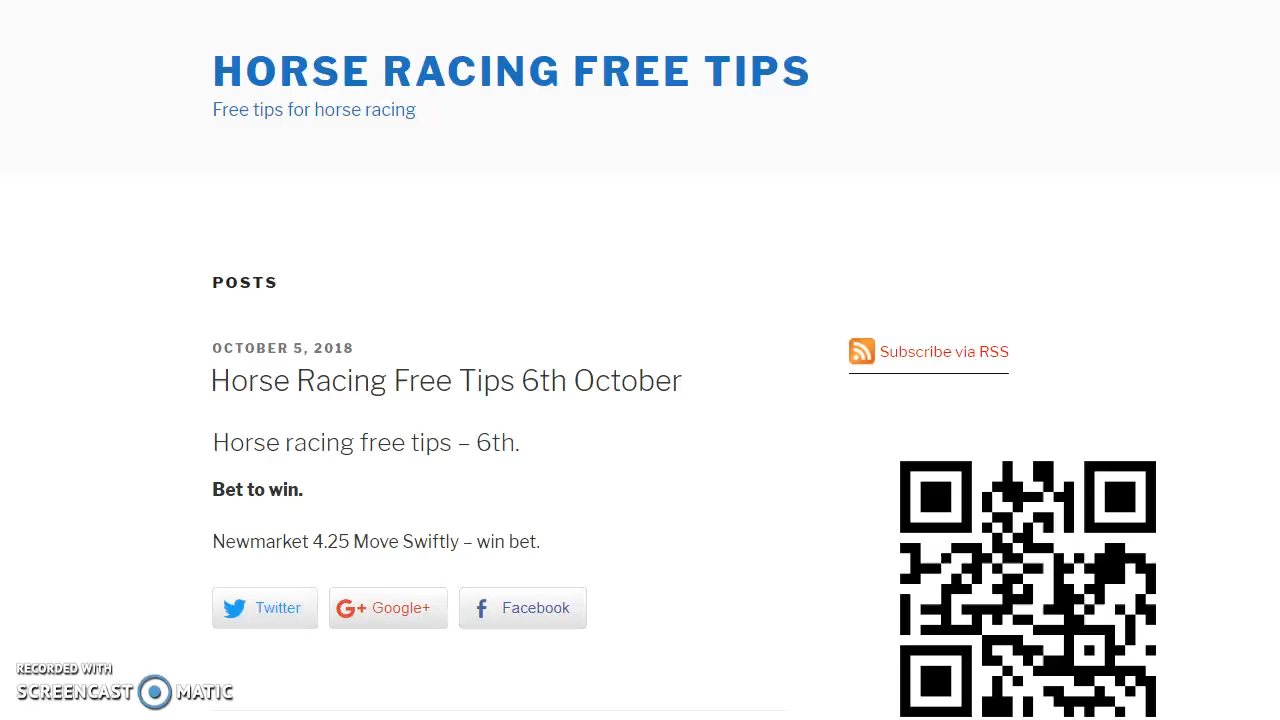 HORSE RACING FREE TIPS
Free tips for horse racing
POSTS
OCTOBER 5, 2018
Horse Racing Free Tips 6th October
Subscribe via RSS
Horse racing free tips – 6th.
Bet to win.
Newmarket 4.25 Move Swiftly – win bet.
Twitter
G+ Google+
f Facebook
RECORDED WITH
SCREENCAST MATIC